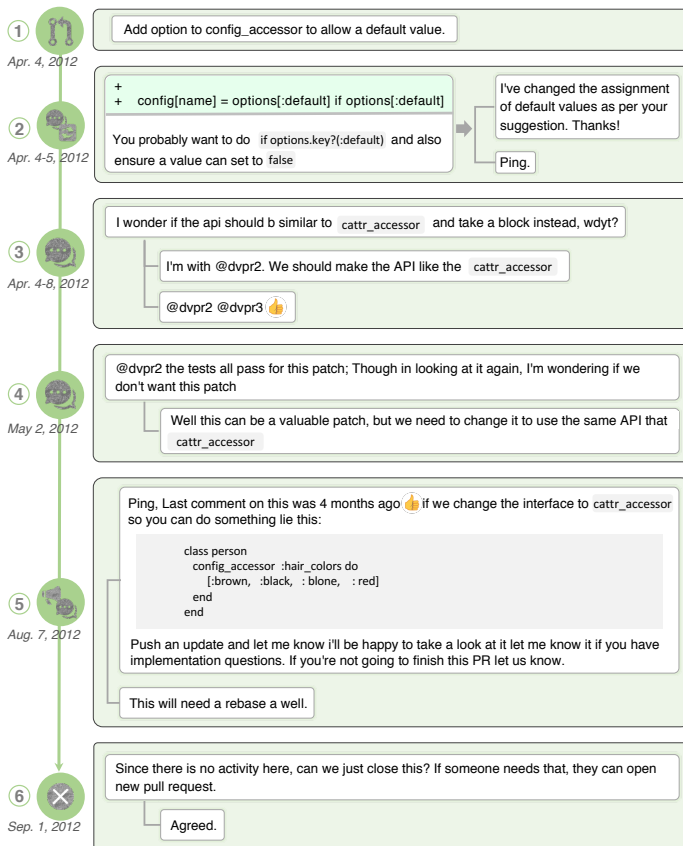 1
Apr. 4, 2012
Add option to config_accessor to allow a default value.
2
Apr. 4-5, 2012
+
+ config[name] = options[:default] if options[:default]
You probably want to do if options.key?(:default) and also
ensure a value can set to false
I've changed the assignment
of default values as per your
suggestion. Thanks!
Ping.
3
Apr. 4-8, 2012
I wonder if the api should b similar to cattr_accessor and take a block instead, wdyt?
I'm with @dvpr2. We should make the API like the cattr_accessor
@dvpr2 @dvpr3
4
May 2, 2012
@dvpr2 the tests all pass for this patch; Though in looking at it again, I'm wondering if we
don't want this patch
Well this can be a valuable patch, but we need to change it to use the same API that
cattr_accessor
5
Aug. 7, 2012
Ping, Last comment on this was 4 months ago 👍 if we change the interface to cattr_accessor
so you can do something lie this:
class person
config_accessor :hair_colors do
[:brown, :black, : blone, : red]
end
end
Push an update and let me know i'll be happy to take a look at it let me know it if you have
implementation questions. If you're not going to finish this PR let us know.
This will need a rebase a well.
6
Sep. 1, 2012
Since there is no activity here, can we just close this? If someone needs that, they can open
new pull request.
Agreed.